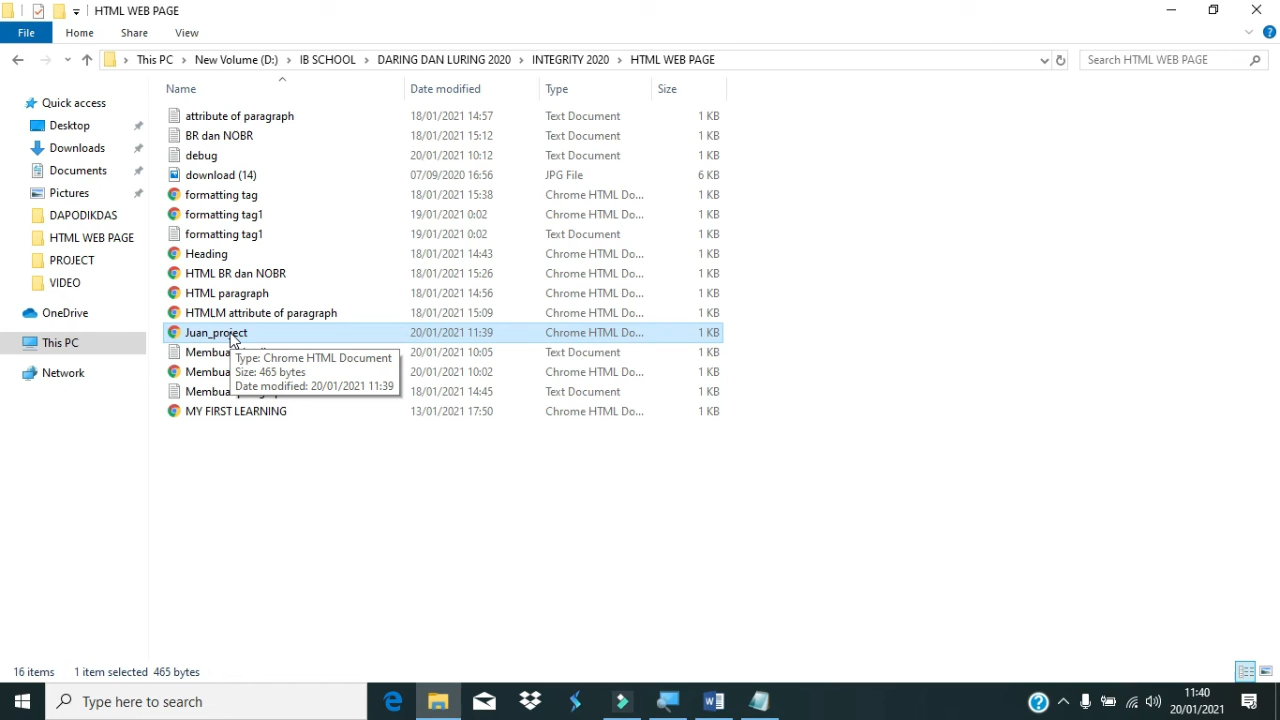 HTML WEB PAGE
File Home Share View
This PC New Volume (D:) IB SCHOOL DARING DAN LURING 2020 INTEGRITY 2020 HTML WEB PAGE Search HTML WEB PAGE
Name Date modified Type Size
Quick access
Desktop
Downloads
Documents
Pictures
DAPODIKDAS
HTML WEB PAGE
PROJECT
VIDEO
OneDrive
This PC
Network
attribute of paragraph 18/01/2021 14:57 Text Document 1 KB
BR dan NOBR 18/01/2021 15:12 Text Document 1 KB
debug 20/01/2021 10:12 Text Document 1 KB
download (14) 07/09/2020 16:56 JPG File 6 KB
formatting tag 18/01/2021 15:38 Chrome HTML Do... 1 KB
formatting tag1 19/01/2021 0:02 Chrome HTML Do... 1 KB
formatting tag1 19/01/2021 0:02 Text Document 1 KB
Heading 18/01/2021 14:43 Chrome HTML Do... 1 KB
HTML BR dan NOBR 18/01/2021 15:26 Chrome HTML Do... 1 KB
HTML paragraph 18/01/2021 14:56 Chrome HTML Do... 1 KB
HTMLM attribute of paragraph 18/01/2021 15:09 Chrome HTML Do... 1 KB
Juan_project 20/01/2021 11:39 Chrome HTML Do... 1 KB
20/01/2021 10:05 Text Document 1 KB
20/01/2021 10:02 Chrome HTML Do... 1 KB
18/01/2021 14:45 Text Document 1 KB
MY FIRST LEARNING 13/01/2021 17:50 Chrome HTML Do... 1 KB
Type: Chrome HTML Document
Size: 465 bytes
Date modified: 20/01/2021 11:39
16 items 1 item selected 465 bytes
Type here to search
11:40
20/01/2021